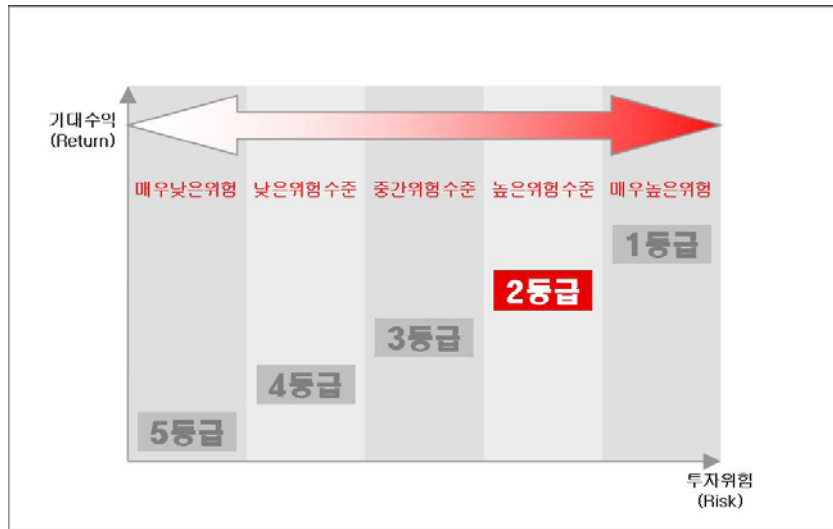 기대수익
(Return)
매우낮은위험 낮은위험수준 중간위험수준 높은위험수준 매우높은위험
1등급
2등급
3등급
4등급
5등급
투자위험
(Risk)